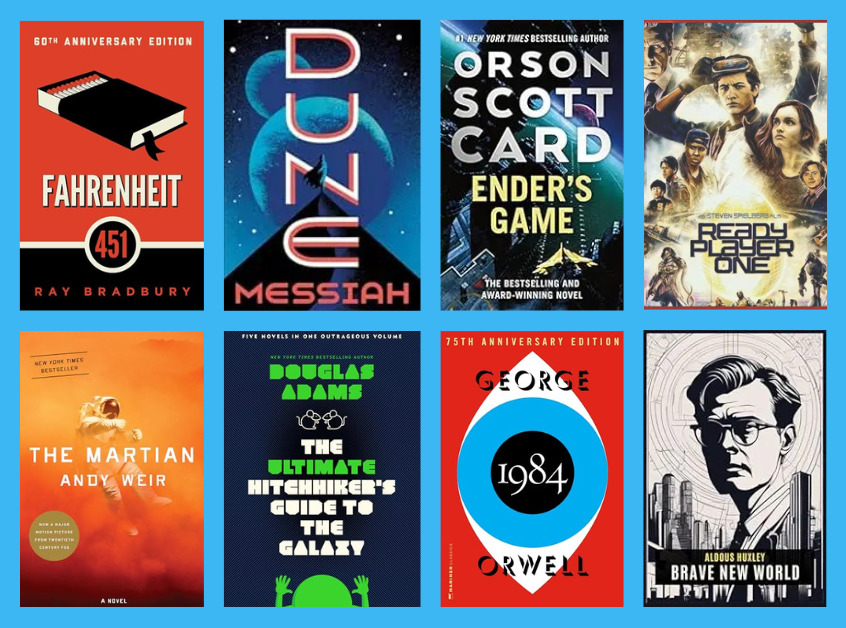 60TH ANNIVERSARY EDITION
FAHRENHEIT
451
RAY BRADBURY
DUNE
MESSIAH
#1 NEW YORK TIMES BESTSELLING AUTHOR
ORSON
SCOTT
CARD
ENDER'S
GAME
THE BESTSELLING AND
AWARD-WINNING NOVEL
STEVEN SPIELBERG
READY
PLAYER
ONE
NEW YORK TIMES
BESTSELLER
THE MARTIAN
ANDY WEIR
NOW A MAJOR
MOTION PICTURE
FROM TWENTIETH
CENTURY FOX
A NOVEL
FIVE NOVELS IN ONE OUTRAGEOUS VOLUME
NEW YORK TIMES BESTSELLING AUTHOR
DOUGLAS
ADAMS
THE
ULTIMATE
HITCHHIKER'S
GUIDE TO
THE
GALAXY
75TH ANNIVERSARY EDITION
GEORGE
1984
ORWELL
MARINER CLASSICS
ALDOUS HUXLEY
BRAVE NEW WORLD